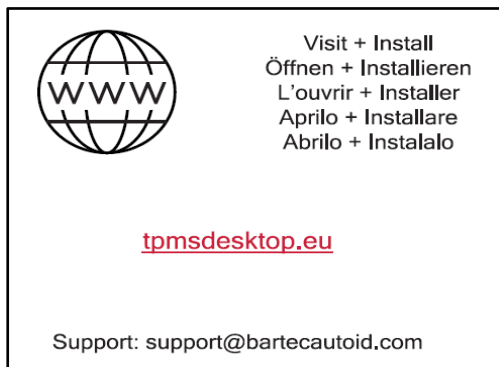 WWW
Visit + Install
Öffnen + Installieren
L'ouvrir + Installer
Aprilo + Installare
Abrilo + Instalalo
tpmsdesktop.eu
Support: support@bartecautoid.com